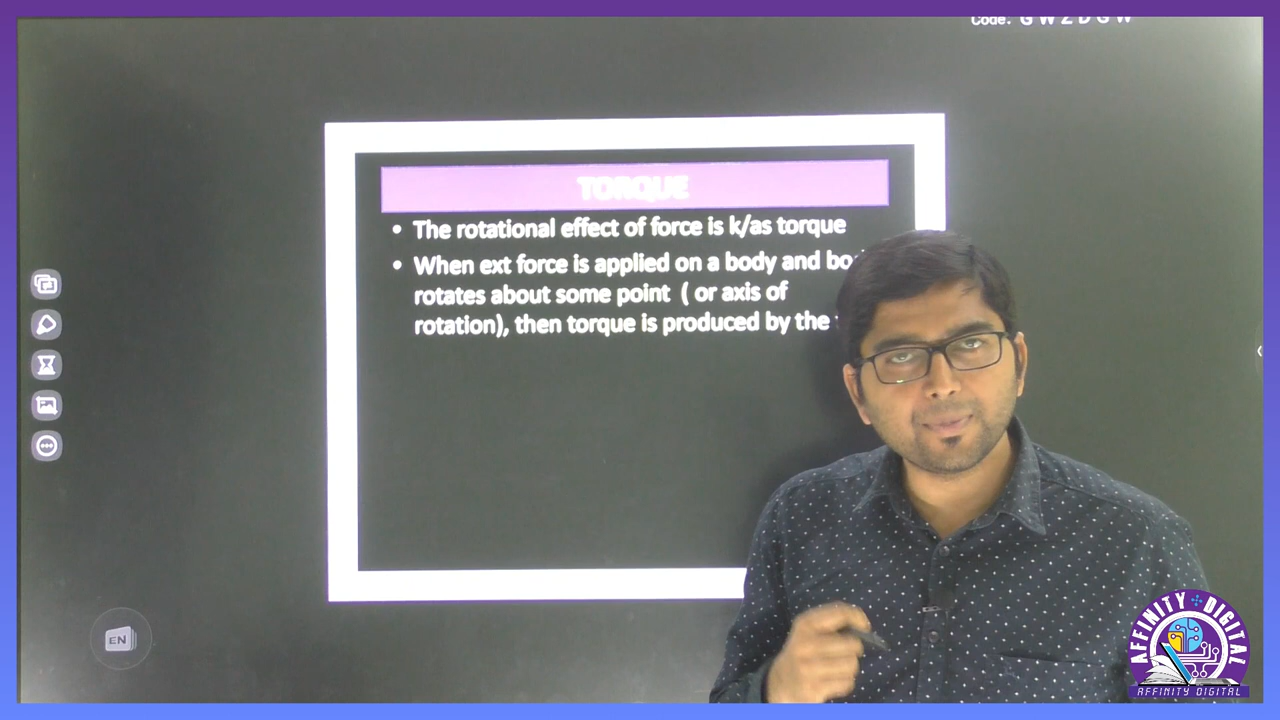 Code: G W Z D G W
TORQUE
• The rotational effect of force is k/as torque
• When ext force is applied on a body and
rotates about some point ( or axis of
rotation), then torque is produced by the
EN
AFFINITY DIGITAL
AFFINITY DIGITAL